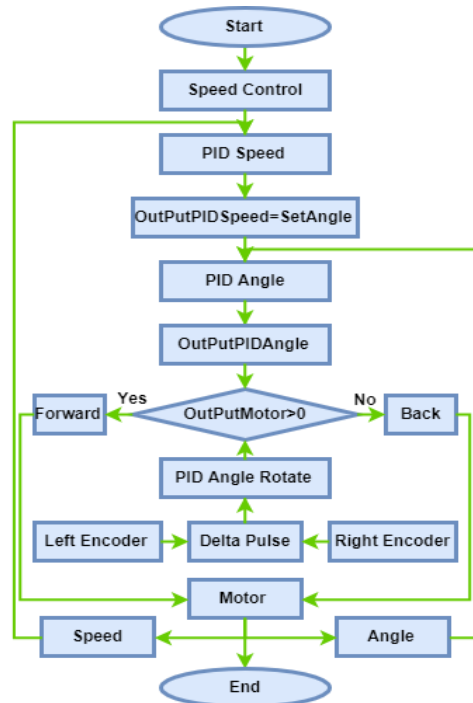 Start
Speed Control
PID Speed
OutPutPIDSpeed=SetAngle
PID Angle
OutPutPIDAngle
Yes
No
Forward
OutPutMotor>0
Back
PID Angle Rotate
Left Encoder
Delta Pulse
Right Encoder
Motor
Speed
Angle
End